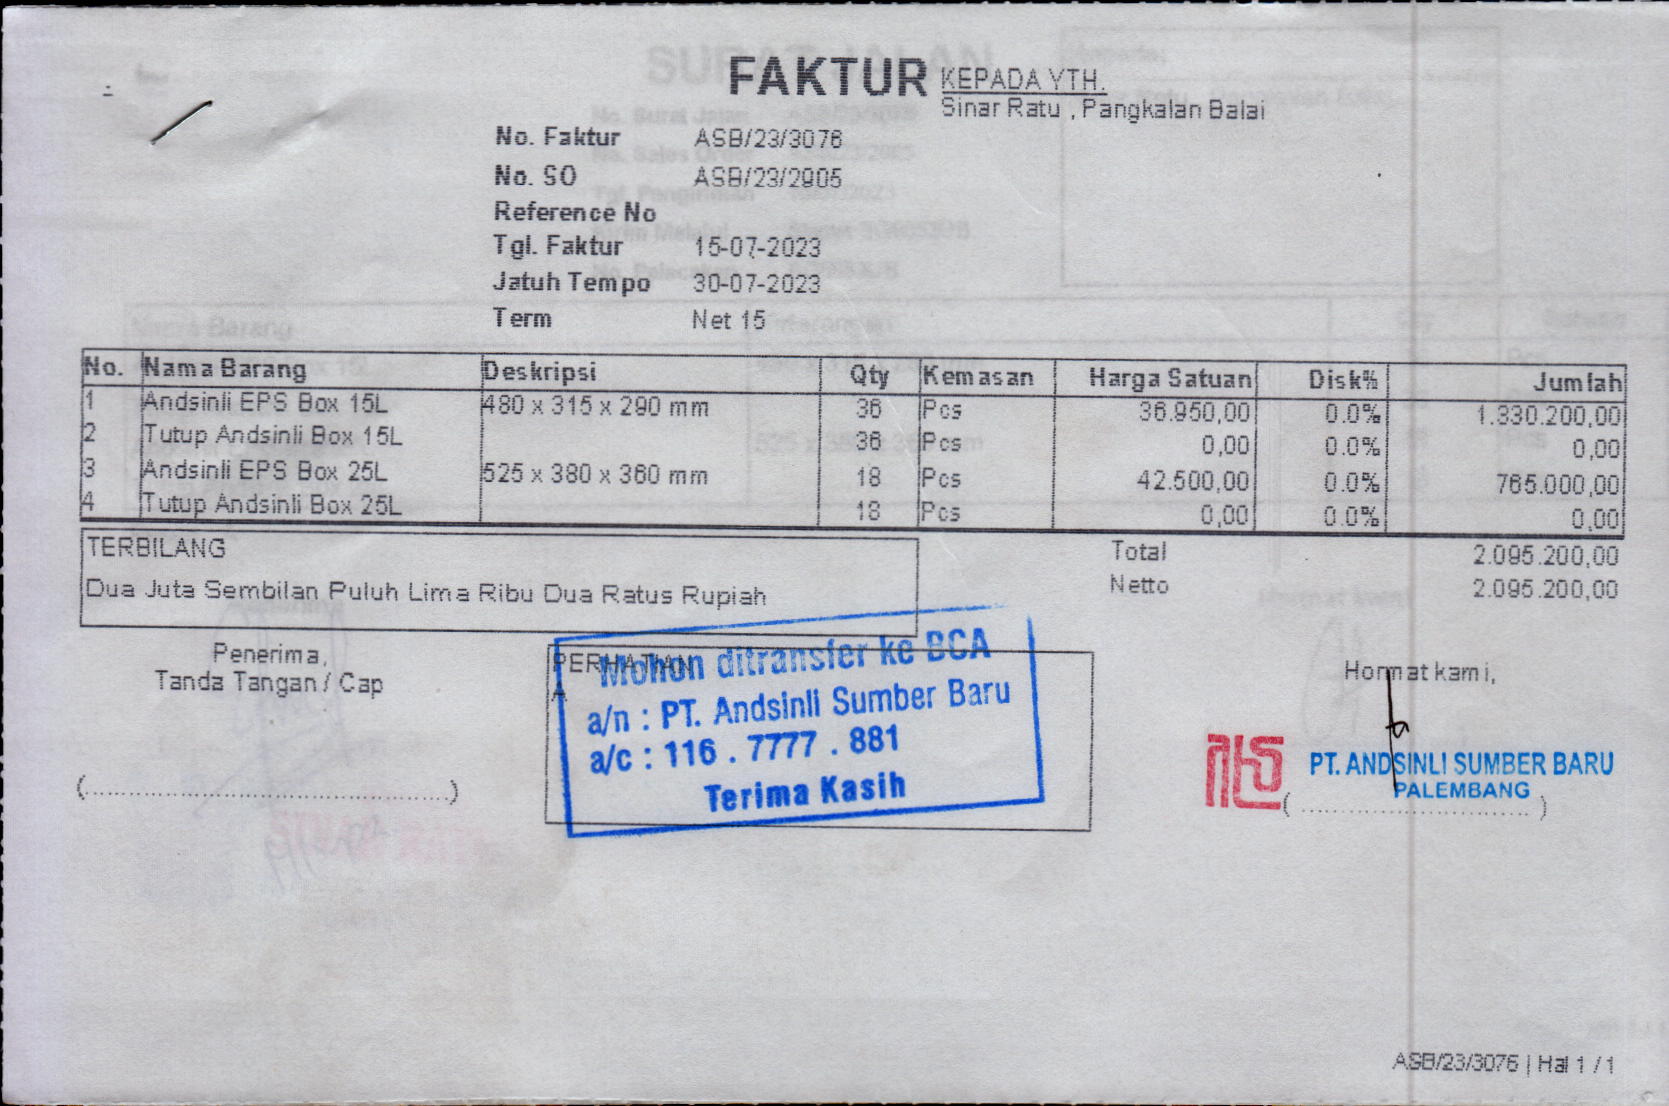 FAKTUR
KEPADA YTH.
Sinar Ratu , Pangkalan Balai
No. Faktur ASB/23/3076
No. SO ASB/23/2905
Reference No
Tgl. Faktur 15-07-2023
Jatuh Tempo 30-07-2023
Term Net 15
No. Nama Barang Deskripsi Qty Kemasan Harga Satuan Disk% Jumlah
1 Andsinli EPS Box 15L 480 x 315 x 290 mm 36 Pcs 36.950,00 0.0% 1.330.200,00
2 Tutup Andsinli Box 15L 36 Pcs 0,00 0.0% 0,00
3 Andsinli EPS Box 25L 525 x 380 x 360 mm 18 Pcs 42.500,00 0.0% 765.000,00
4 Tutup Andsinli Box 25L 18 Pcs 0,00 0.0% 0,00
TERBILANG
Dua Juta Sembilan Puluh Lima Ribu Dua Ratus Rupiah
Total 2.095.200,00
Netto 2.095.200,00
Penerima,
Tanda Tangan / Cap
(........................................................)
PERHATIAN
A
Mohon ditransfer ke BCA
a/n : PT. Andsinli Sumber Baru
a/c : 116 . 7777 . 881
Terima Kasih
Hormat kami,
PT. ANDSINLI SUMBER BARU
PALEMBANG
( ................................... )
ASB/23/3076 | Hal 1 / 1